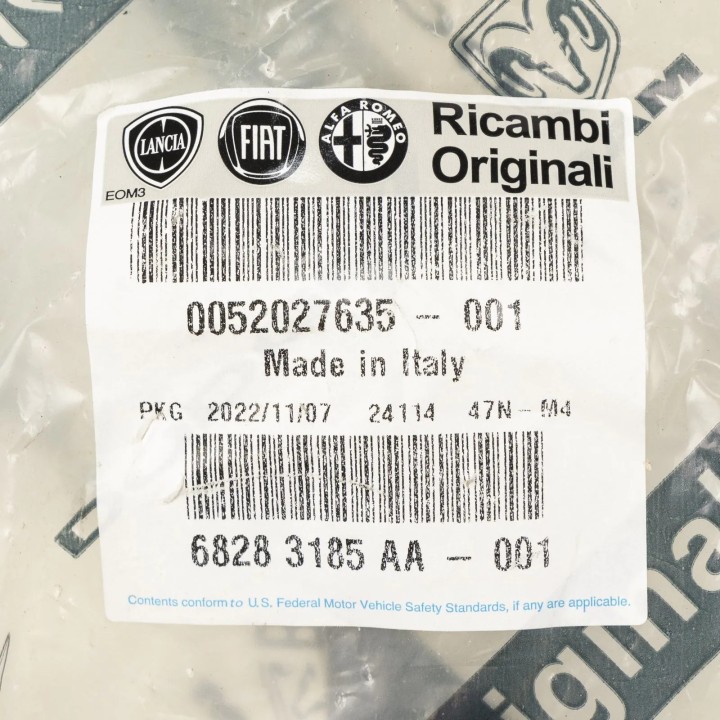 RAM
LANCIA
FIAT
ALFA ROMEO
Ricambi
Originali
EOM3
0052027635 - 001
Made in Italy
PKG 2022/11/07 24114 47N - M4
6828 3185 AA - 001
Contents conform to U.S. Federal Motor Vehicle Safety Standards, if any are applicable.